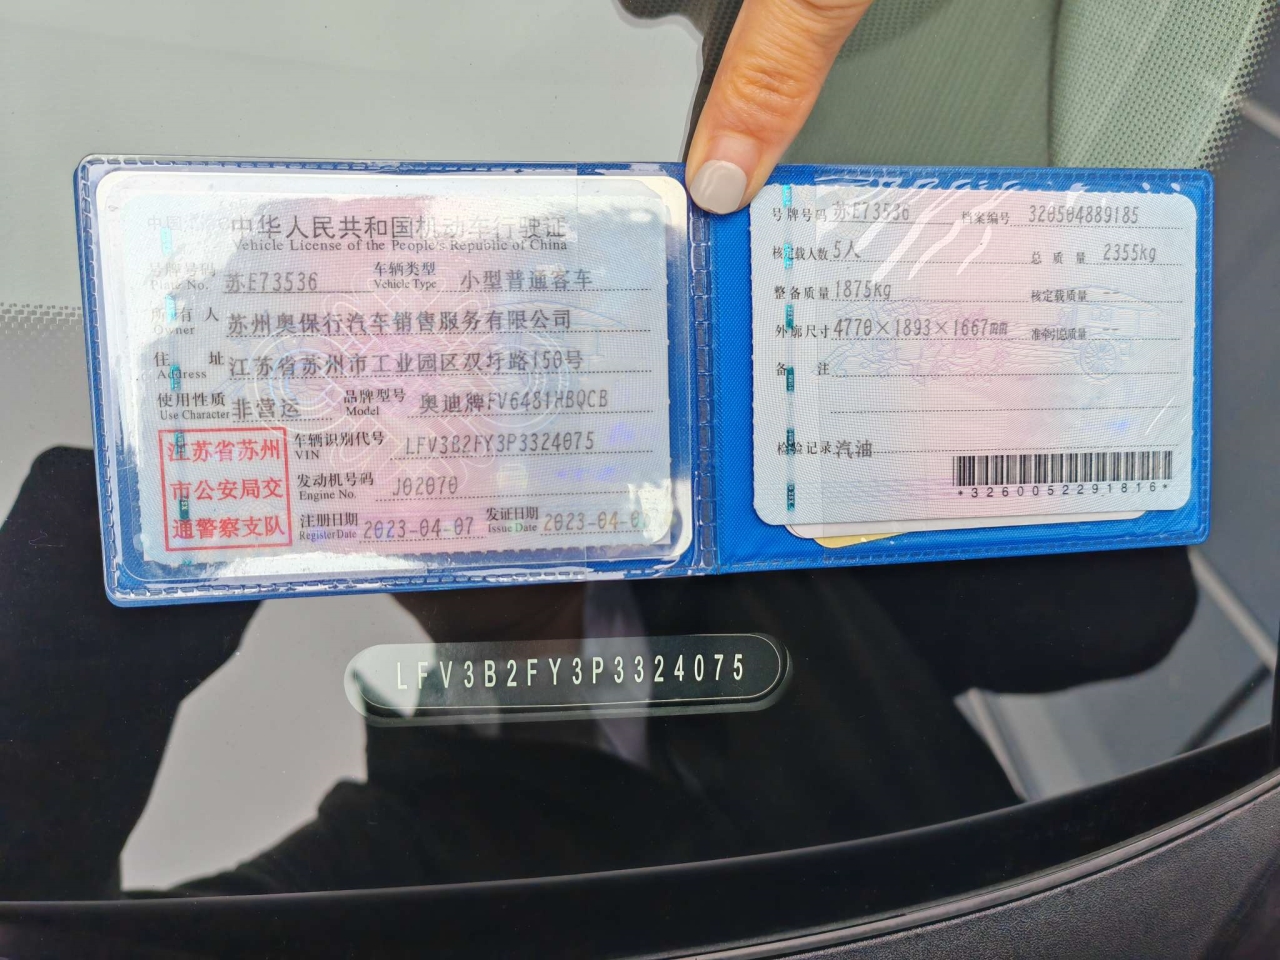 中华人民共和国机动车行驶证
Vehicle License of the People's Republic of China
号牌号码 苏E73536 车辆类型 小型普通客车
Plate No. Vehicle Type
所有人 苏州奥保行汽车销售服务有限公司
Owner
住址 江苏省苏州市工业园区双圩路150号
Address
使用性质 非营运 品牌型号 奥迪牌FV6481HBQCB
Use Character Model
江苏省苏州
市公安局交
通警察支队
车辆识别代号 LFV3B2FY3P3324075
VIN
发动机号码 J02070
Engine No.
注册日期 2023-04-07 发证日期 2023-04-0
Register Date Issue Date
号牌号码 苏E73536 档案编号 320504889185
核定载人数 5人 总质量 2355kg
整备质量 1875kg 核定载质量 --
外廓尺寸 4770×1893×1667mm 准牵引总质量 --
备注
检验记录 汽油
*3260052291816*
LFV3B2FY3P3324075